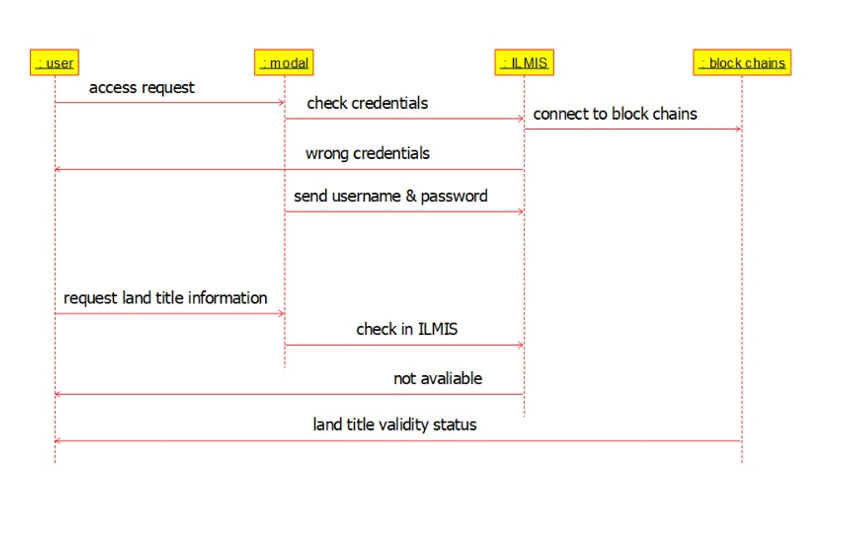 : user
: modal
: ILMIS
: block chains
access request
check credentials
connect to block chains
wrong credentials
send username & password
request land title information
check in ILMIS
not avaliable
land title validity status